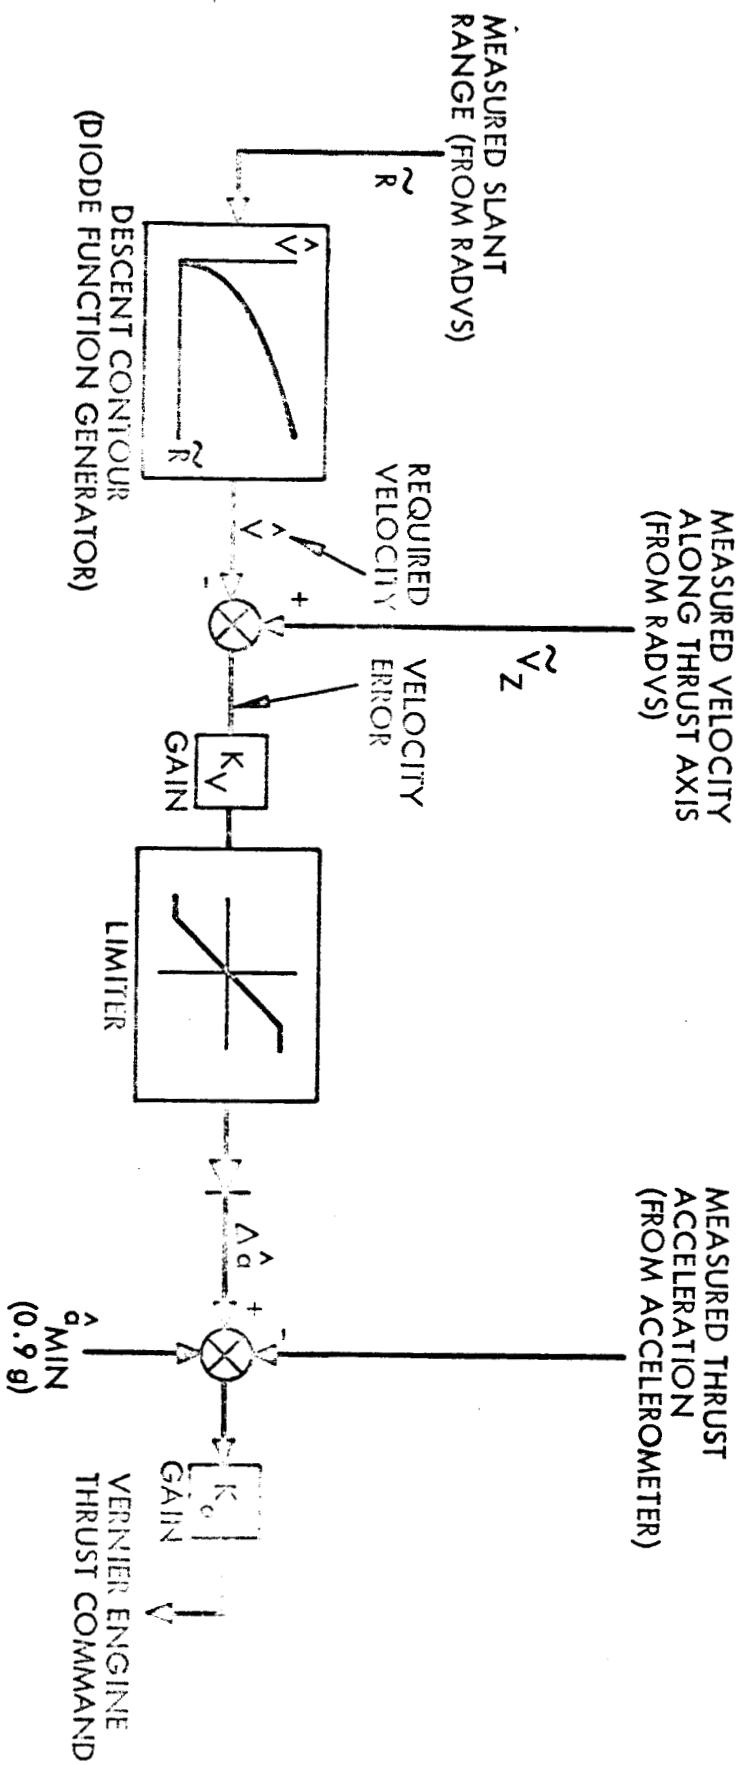 MEASURED SLANT
RANGE (FROM RADVS)
R̃
V̂
R̃
DESCENT CONTOUR
(DIODE FUNCTION GENERATOR)
REQUIRED
VELOCITY
V̂
-
+
MEASURED VELOCITY
ALONG THRUST AXIS
(FROM RADVS)
ṼZ
VELOCITY
ERROR
KV
GAIN
LIMITER
Δâ
+
-
MEASURED THRUST
ACCELERATION
(FROM ACCELEROMETER)
âMIN
(0.9 g)
Ka
GAIN
VERNIER ENGINE
THRUST COMMAND